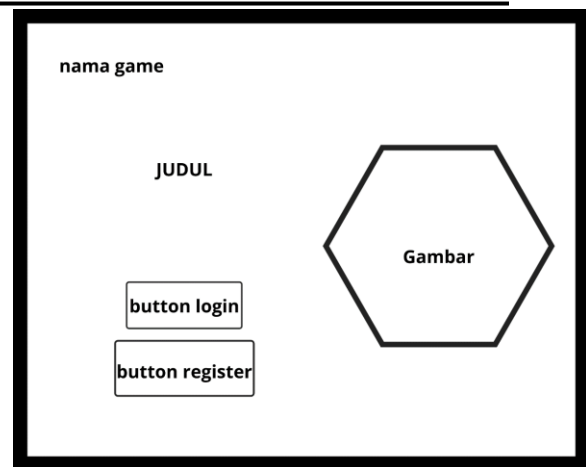 nama game
JUDUL
Gambar
button login
button register